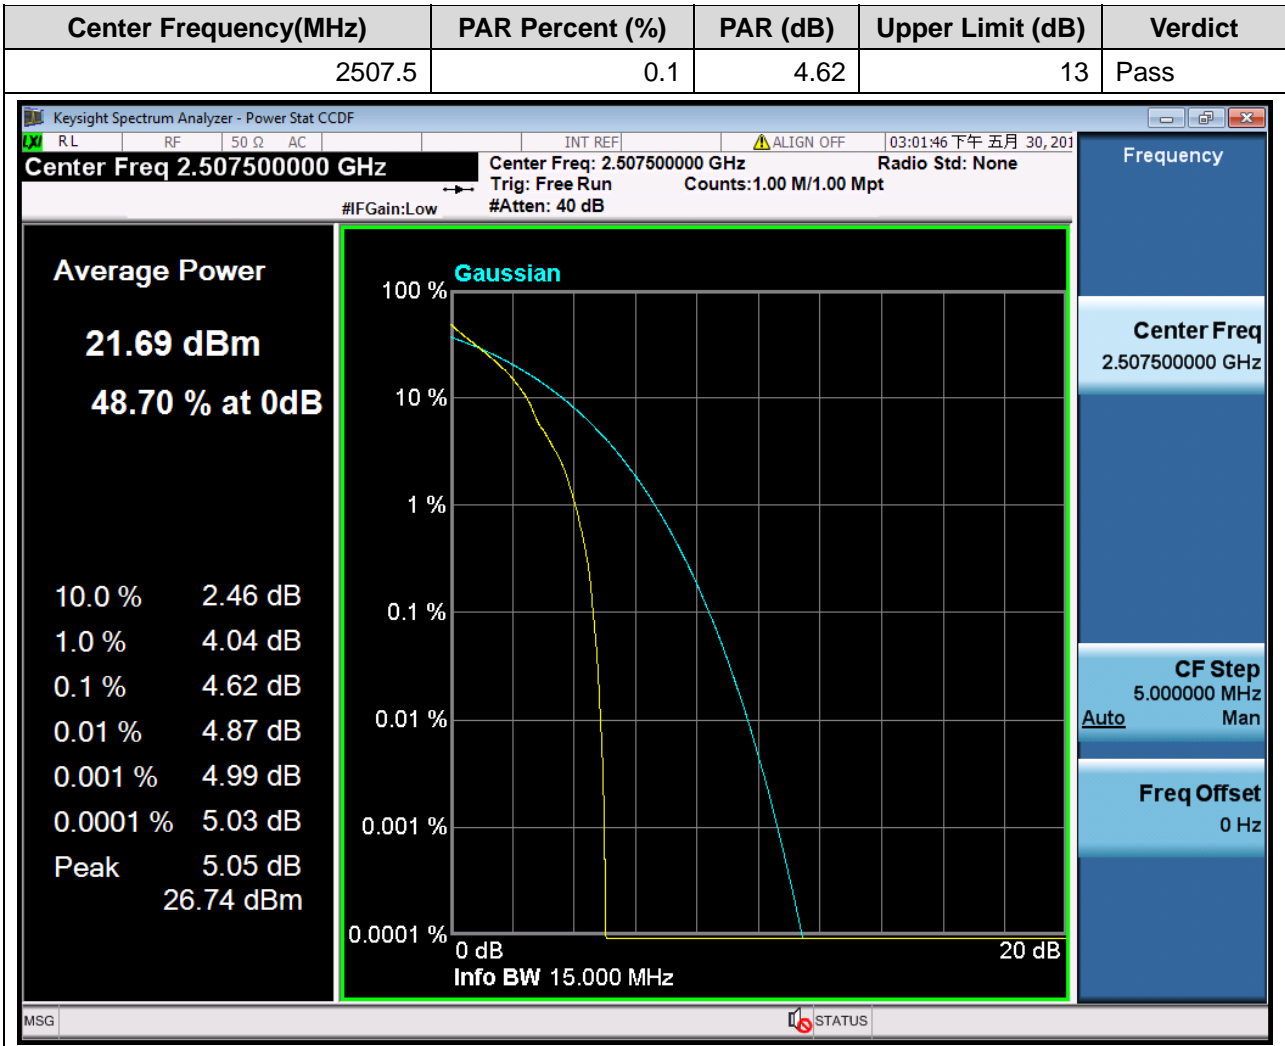 Center Frequency(MHz) PAR Percent (%) PAR (dB) Upper Limit (dB) Verdict
2507.5 0.1 4.62 13 Pass
Keysight Spectrum Analyzer - Power Stat CCDF
LXI RL RF 50 Ω AC INT REF ALIGN OFF 03:01:46 下午 五月 30, 201
Center Freq 2.507500000 GHz
Center Freq: 2.507500000 GHz Radio Std: None
Trig: Free Run Counts:1.00 M/1.00 Mpt
#IFGain:Low #Atten: 40 dB
Average Power
21.69 dBm
48.70 % at 0dB
10.0 % 2.46 dB
1.0 % 4.04 dB
0.1 % 4.62 dB
0.01 % 4.87 dB
0.001 % 4.99 dB
0.0001 % 5.03 dB
Peak 5.05 dB
26.74 dBm
Gaussian
100 %
10 %
1 %
0.1 %
0.01 %
0.001 %
0.0001 %
0 dB 20 dB
Info BW 15.000 MHz
Frequency
Center Freq
2.507500000 GHz
CF Step
5.000000 MHz
Auto Man
Freq Offset
0 Hz
MSG STATUS